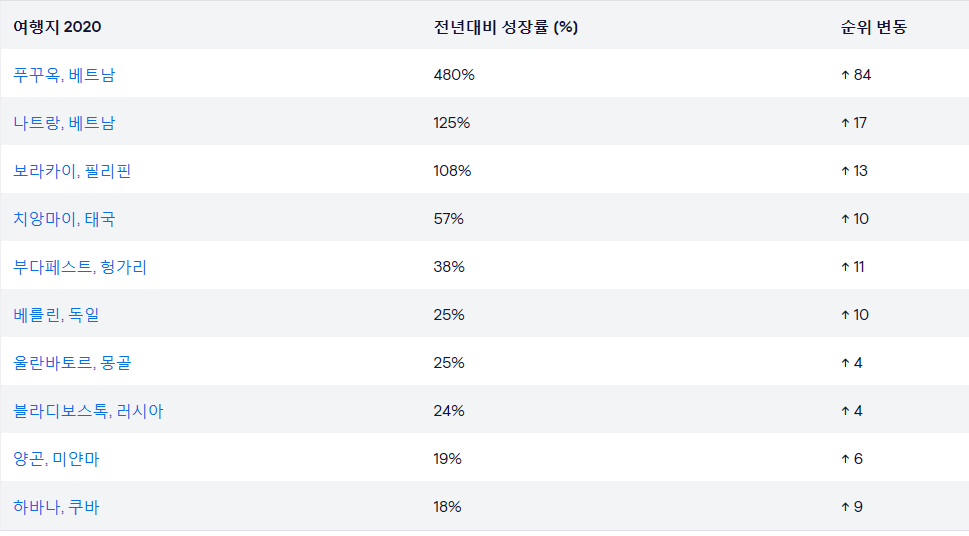 여행지 2020 전년대비 성장률 (%) 순위 변동
푸꾸옥, 베트남 480% ↑ 84
나트랑, 베트남 125% ↑ 17
보라카이, 필리핀 108% ↑ 13
치앙마이, 태국 57% ↑ 10
부다페스트, 헝가리 38% ↑ 11
베를린, 독일 25% ↑ 10
울란바토르, 몽골 25% ↑ 4
블라디보스톡, 러시아 24% ↑ 4
양곤, 미얀마 19% ↑ 6
하바나, 쿠바 18% ↑ 9